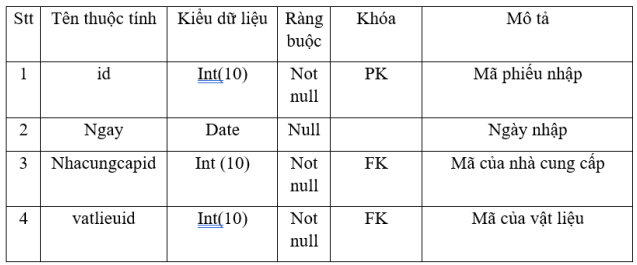 Stt Tên thuộc tính Kiểu dữ liệu Ràng buộc Khóa Mô tả
1 id Int(10) Not null PK Mã phiếu nhập
2 Ngay Date Null Ngày nhập
3 Nhacungcapid Int (10) Not null FK Mã của nhà cung cấp
4 vatlieuid Int(10) Not null FK Mã của vật liệu